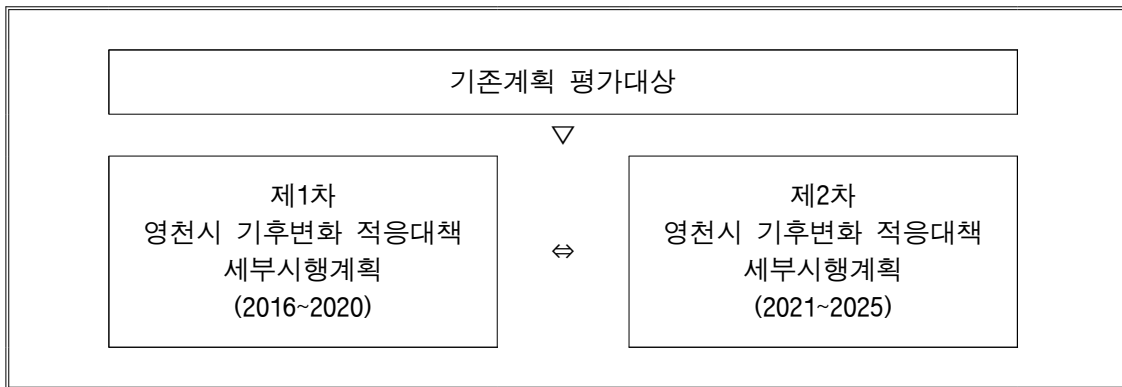 기존계획 평가대상
▽
제1차
영천시 기후변화 적응대책
세부시행계획
(2016~2020)
⇔
제2차
영천시 기후변화 적응대책
세부시행계획
(2021~2025)